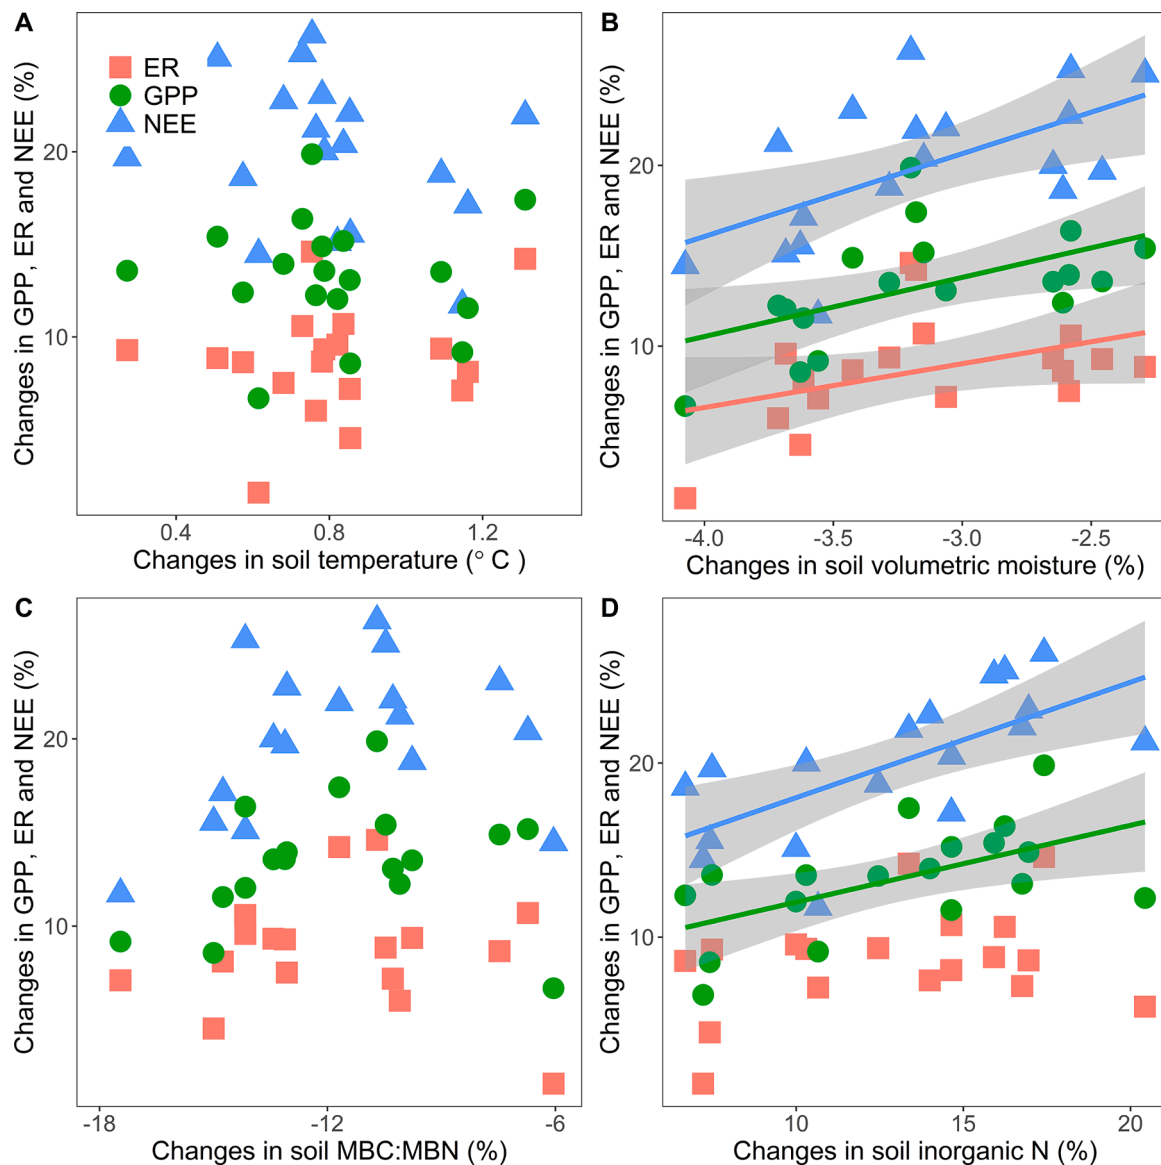 A
Changes in GPP, ER and NEE (%)
20
10
ER
GPP
NEE
0.4
0.8
1.2
Changes in soil temperature (° C )
B
Changes in GPP, ER and NEE (%)
20
10
-4.0
-3.5
-3.0
-2.5
Changes in soil volumetric moisture (%)
C
Changes in GPP, ER and NEE (%)
20
10
-18
-12
-6
Changes in soil MBC:MBN (%)
D
Changes in GPP, ER and NEE (%)
20
10
10
15
20
Changes in soil inorganic N (%)